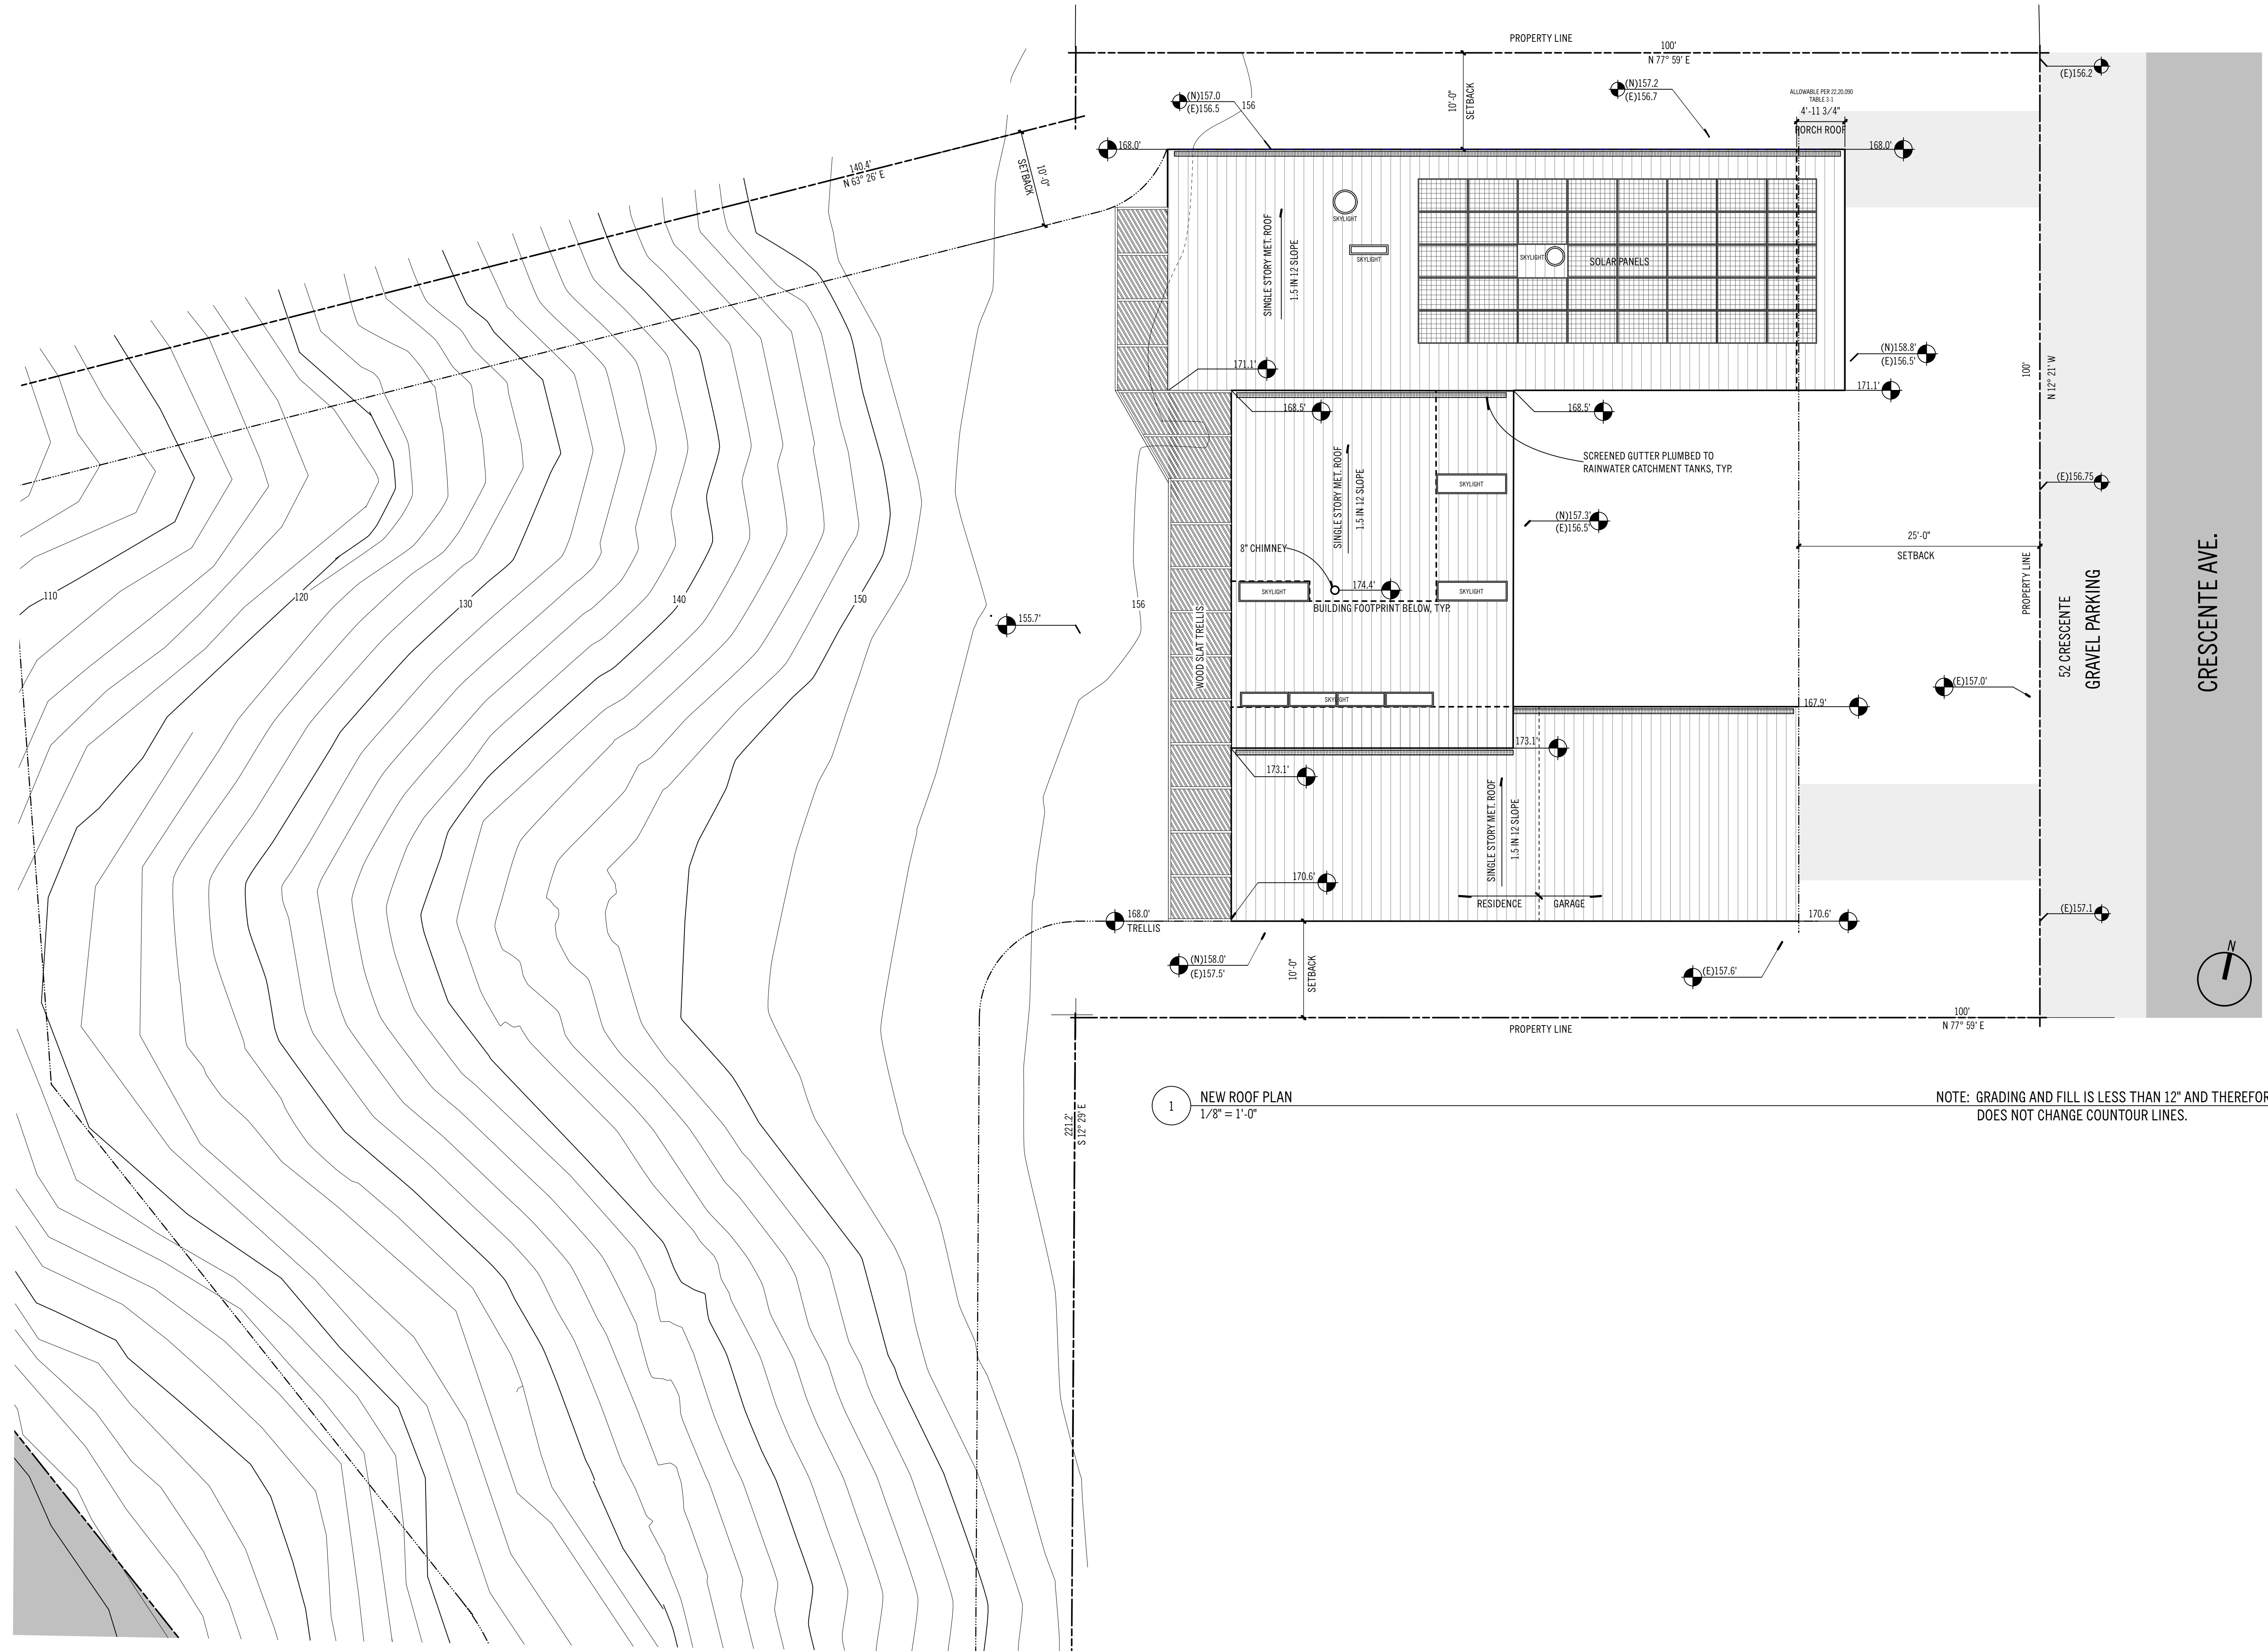 PROPERTY LINE
100'
N 77° 59' E
(E)156.2
(N)157.0
(E)156.5
156
10'-0"
SETBACK
(N)157.2
(E)156.7
ALLOWABLE PER 22.20.090
TABLE 3-1
4'-11 3/4"
PORCH ROOF
168.0'
168.0'
140.4'
N 63° 26' E
10'-0"
SETBACK
SKYLIGHT
SKYLIGHT
SKYLIGHT
SOLAR PANELS
SINGLE STORY MET. ROOF
1.5 IN 12 SLOPE
(N)158.8'
(E)156.5'
171.1'
171.1'
100'
N 12° 21' W
168.5'
168.5'
SCREENED GUTTER PLUMBED TO
RAINWATER CATCHMENT TANKS, TYP.
SINGLE STORY MET. ROOF
1.5 IN 12 SLOPE
SKYLIGHT
(E)156.75
(N)157.3'
(E)156.5'
25'-0"
SETBACK
8" CHIMNEY
174.4'
SKYLIGHT
SKYLIGHT
BUILDING FOOTPRINT BELOW, TYP.
110
120
130
140
150
156
155.7'
WOOD SLAT TRELLIS
PROPERTY LINE
52 CRESCENTE
GRAVEL PARKING
CRESCENTE AVE.
(E)157.0'
SKYLIGHT
167.9'
173.1'
173.1'
SINGLE STORY MET. ROOF
1.5 IN 12 SLOPE
170.6'
RESIDENCE
GARAGE
168.0'
TRELLIS
170.6'
(E)157.1
(N)158.0'
(E)157.5'
10'-0"
SETBACK
(E)157.6'
N
100'
N 77° 59' E
PROPERTY LINE
221.2'
S 12° 29' E
1
NEW ROOF PLAN
1/8" = 1'-0"
NOTE: GRADING AND FILL IS LESS THAN 12" AND THEREFOR
DOES NOT CHANGE COUNTOUR LINES.